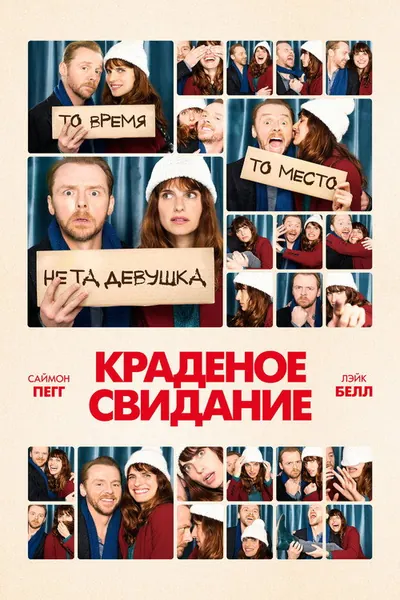 ТО ВРЕМЯ
ТО МЕСТО
НЕ ТА ДЕВУШКА
КРАДЕНОЕ
СВИДАНИЕ
САЙМОН
ПЕГГ
ЛЭЙК
БЕЛЛ